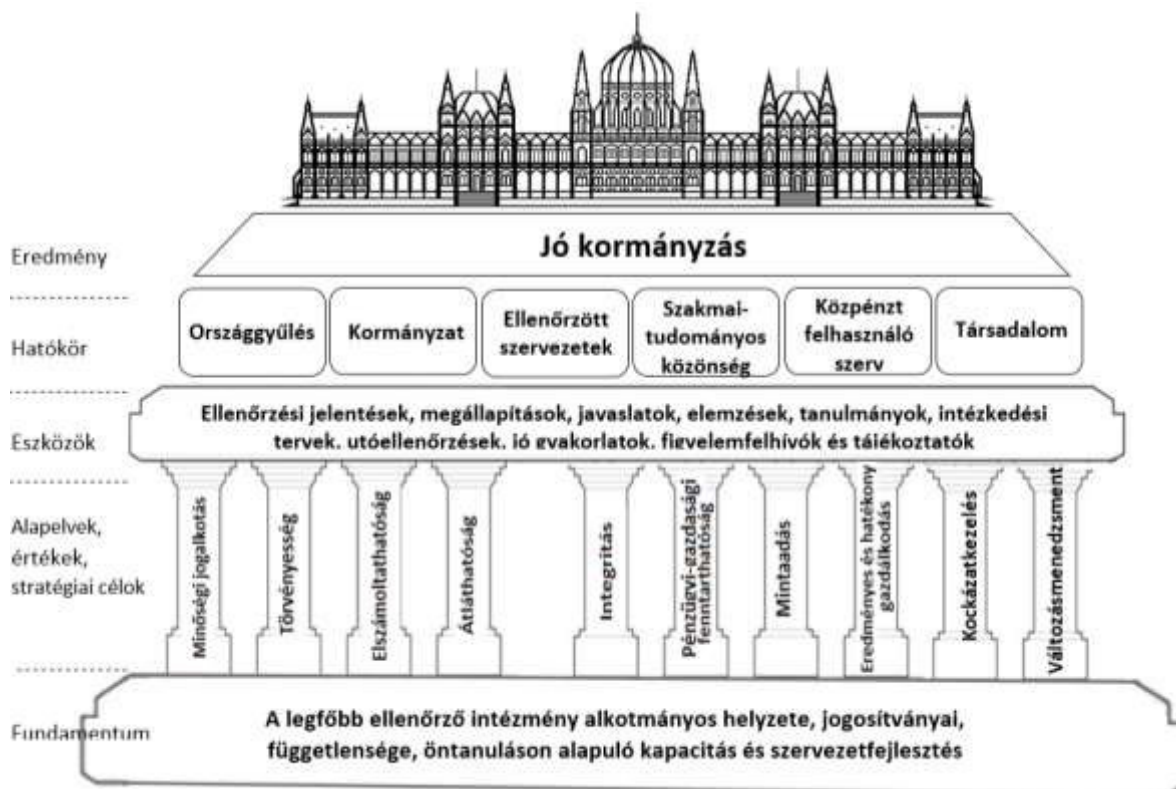 Eredmény
Jó kormányzás
Hatókör
Országgyűlés
Kormányzat
Ellenőrzött
szervezetek
Szakmai-
tudományos
közönség
Közpénzt
felhasználó
szerv
Társadalom
Eszközök
Ellenőrzési jelentések, megállapítások, javaslatok, elemzések, tanulmányok, intézkedési
tervek, utóellenőrzések, jó gyakorlatok, figyelemfelhívók és tájékoztatók
Alapelvek,
értékek,
stratégiai célok
Minőségi jogalkotás
Törvényesség
Elszámoltathatóság
Átláthatóság
Integritás
Pénzügyi-gazdasági
fenntarthatóság
Mintaadás
Eredményes és hatékony
gazdálkodás
Kockázatkezelés
Változásmenedzsment
Fundamentum
A legfőbb ellenőrző intézmény alkotmányos helyzete, jogosítványai,
függetlensége, öntanuláson alapuló kapacitás és szervezetfejlesztés